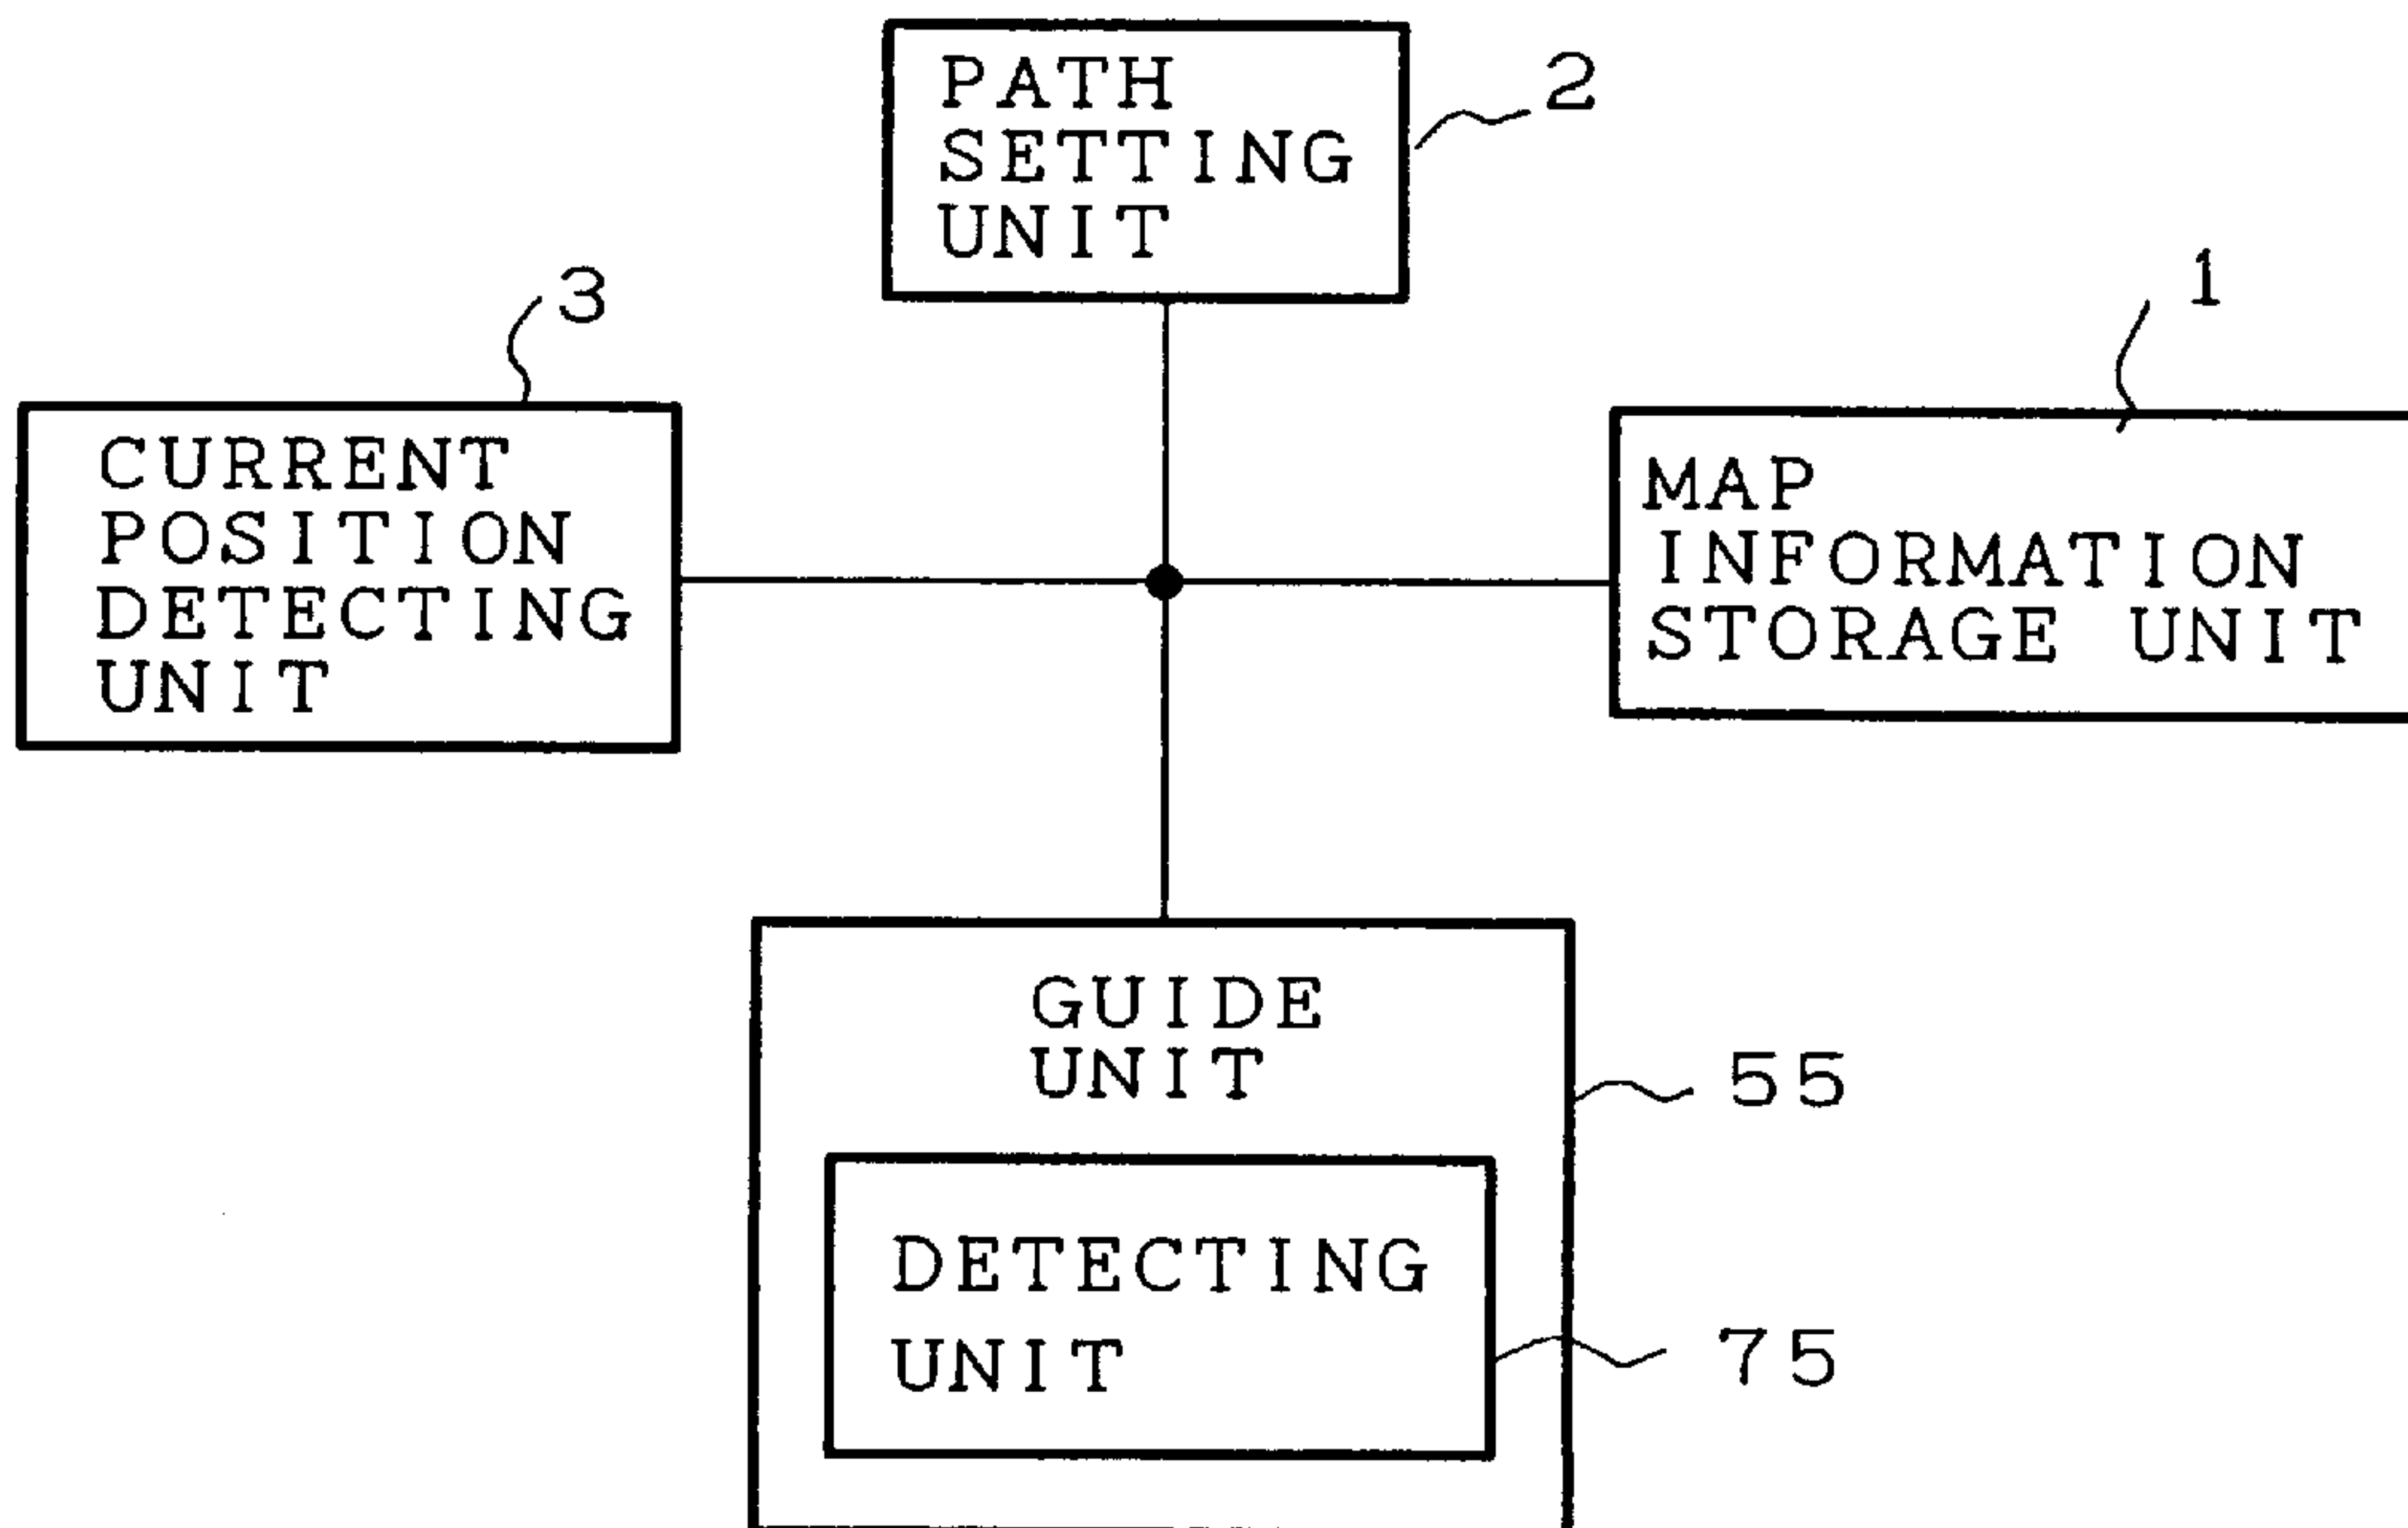 PATH
SETTING
UNIT
2
3
1
CURRENT
POSITION
DETECTING
UNIT
MAP
INFORMATION
STORAGE UNIT
GUIDE
UNIT
55
DETECTING
UNIT
75